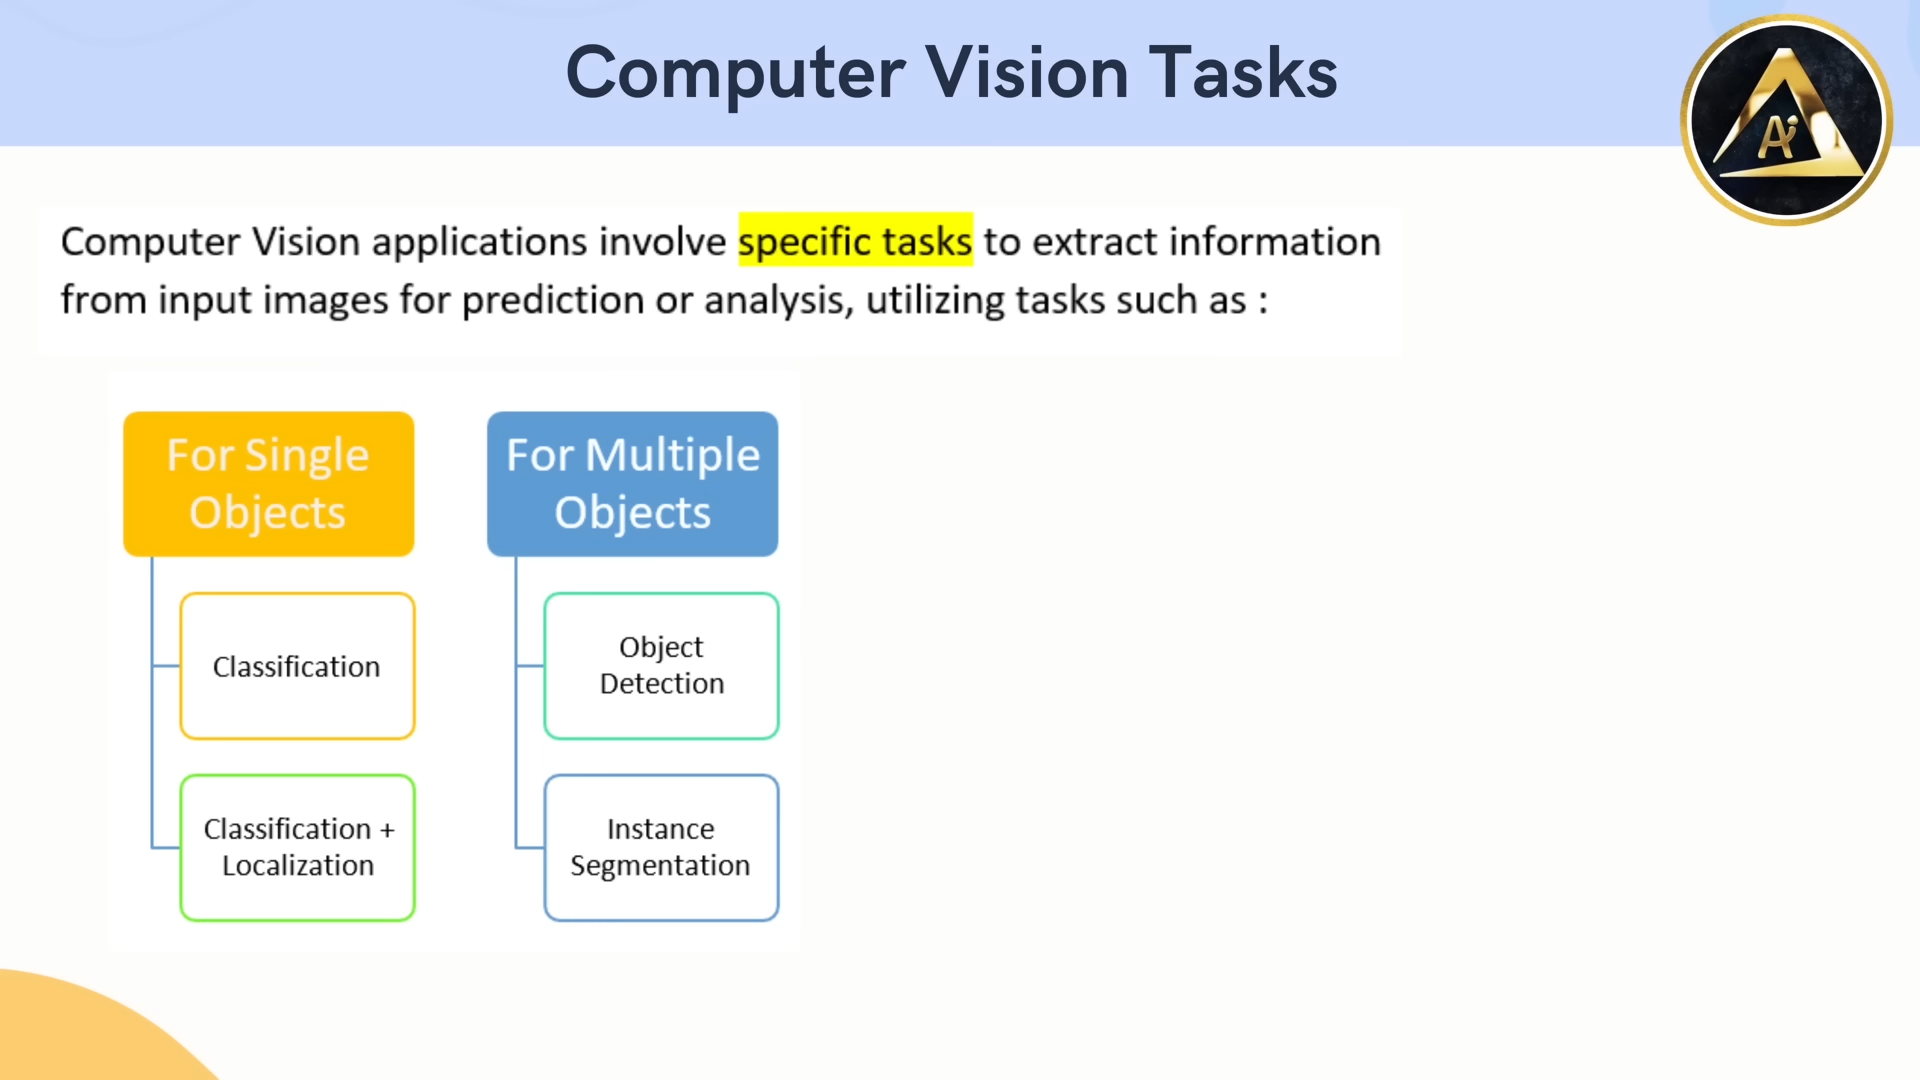 Computer Vision Tasks
Ai
Computer Vision applications involve specific tasks to extract information
from input images for prediction or analysis, utilizing tasks such as :
For Single
Objects
Classification
Classification +
Localization
For Multiple
Objects
Object
Detection
Instance
Segmentation